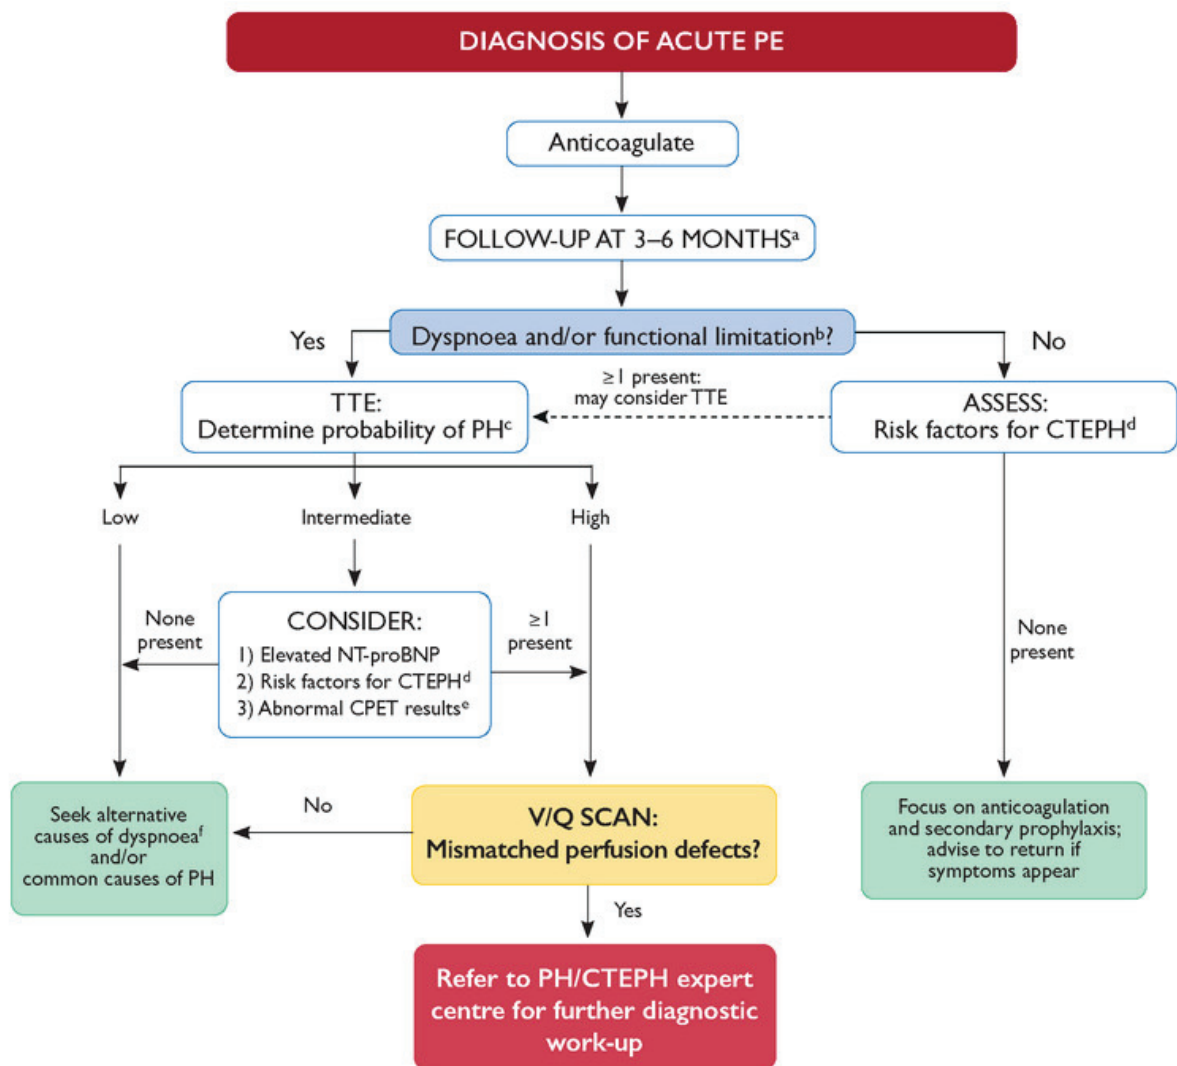 DIAGNOSIS OF ACUTE PE
Anticoagulate
FOLLOW-UP AT 3–6 MONTHSᵃ
Dyspnoea and/or functional limitationᵇ?
Yes
No
≥1 present:
may consider TTE
TTE:
Determine probability of PHᶜ
ASSESS:
Risk factors for CTEPHᵈ
Low
Intermediate
High
None
present
CONSIDER:
1) Elevated NT-proBNP
2) Risk factors for CTEPHᵈ
3) Abnormal CPET resultsᵉ
≥1
present
None
present
Seek alternative
causes of dyspnoeaᶠ
and/or
common causes of PH
No
V/Q SCAN:
Mismatched perfusion defects?
Focus on anticoagulation
and secondary prophylaxis;
advise to return if
symptoms appear
Yes
Refer to PH/CTEPH expert
centre for further diagnostic
work-up